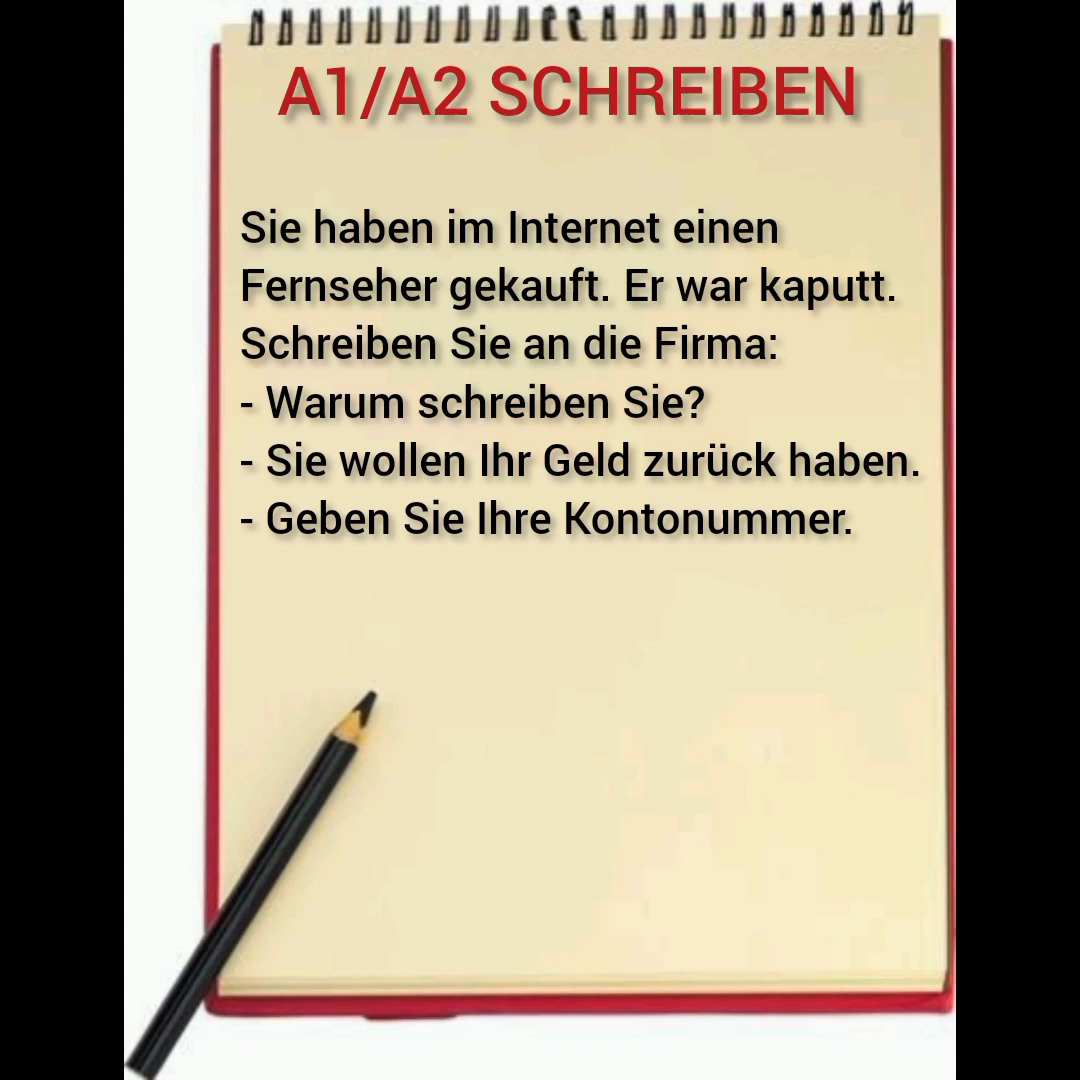 A1/A2 SCHREIBEN
Sie haben im Internet einen
Fernseher gekauft. Er war kaputt.
Schreiben Sie an die Firma:
- Warum schreiben Sie?
- Sie wollen Ihr Geld zurück haben.
- Geben Sie Ihre Kontonummer.